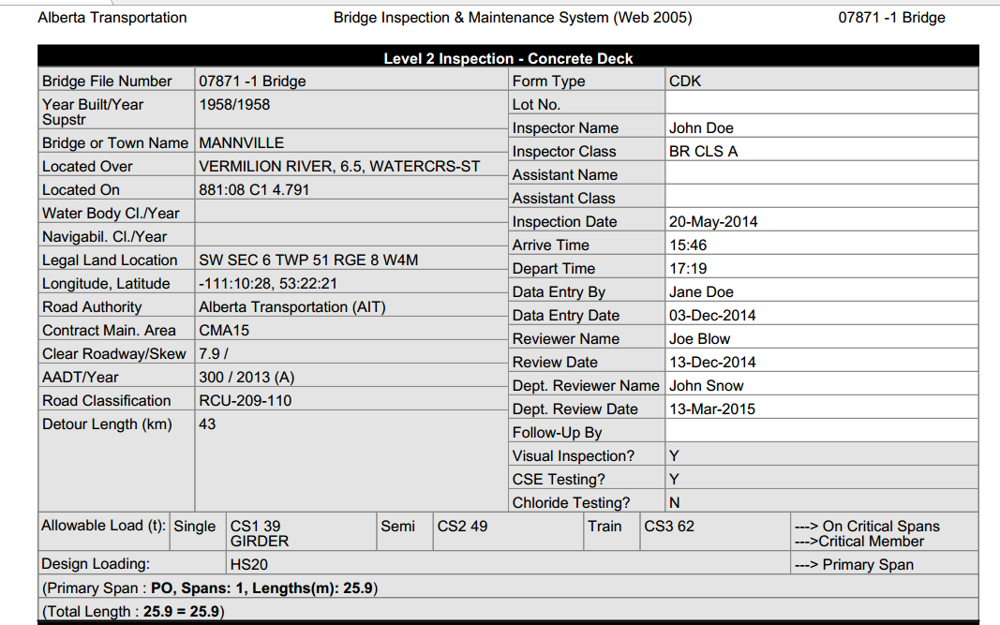 Alberta Transportation Bridge Inspection & Maintenance System (Web 2005) 07871 -1 Bridge
Level 2 Inspection - Concrete Deck
Bridge File Number 07871 -1 Bridge
Year Built/Year Supstr 1958/1958
Bridge or Town Name MANNVILLE
Located Over VERMILION RIVER, 6.5, WATERCRS-ST
Located On 881:08 C1 4.791
Water Body Cl./Year
Navigabil. Cl./Year
Legal Land Location SW SEC 6 TWP 51 RGE 8 W4M
Longitude, Latitude -111:10:28, 53:22:21
Road Authority Alberta Transportation (AIT)
Contract Main. Area CMA15
Clear Roadway/Skew 7.9 /
AADT/Year 300 / 2013 (A)
Road Classification RCU-209-110
Detour Length (km) 43
Form Type CDK
Lot No.
Inspector Name John Doe
Inspector Class BR CLS A
Assistant Name
Assistant Class
Inspection Date 20-May-2014
Arrive Time 15:46
Depart Time 17:19
Data Entry By Jane Doe
Data Entry Date 03-Dec-2014
Reviewer Name Joe Blow
Review Date 13-Dec-2014
Dept. Reviewer Name John Snow
Dept. Review Date 13-Mar-2015
Follow-Up By
Visual Inspection? Y
CSE Testing? Y
Chloride Testing? N
Allowable Load (t): Single CS1 39 Semi CS2 49 Train CS3 62 ---> On Critical Spans
GIRDER --->Critical Member
Design Loading: HS20 ---> Primary Span
(Primary Span : PO, Spans: 1, Lengths(m): 25.9)
(Total Length : 25.9 = 25.9)